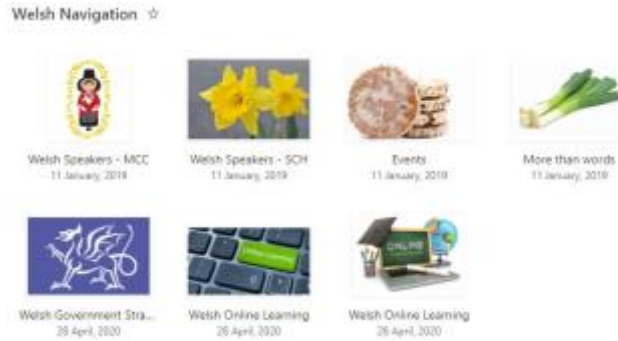 Welsh Navigation
Welsh Speakers - MCC
11 January, 2019
Welsh Speakers - SCH
11 January, 2019
Events
11 January, 2019
More than words
11 January, 2019
ONLINE
Welsh Government Stra...
28 April, 2020
Welsh Online Learning
28 April, 2020
Welsh Online Learning
28 April, 2020